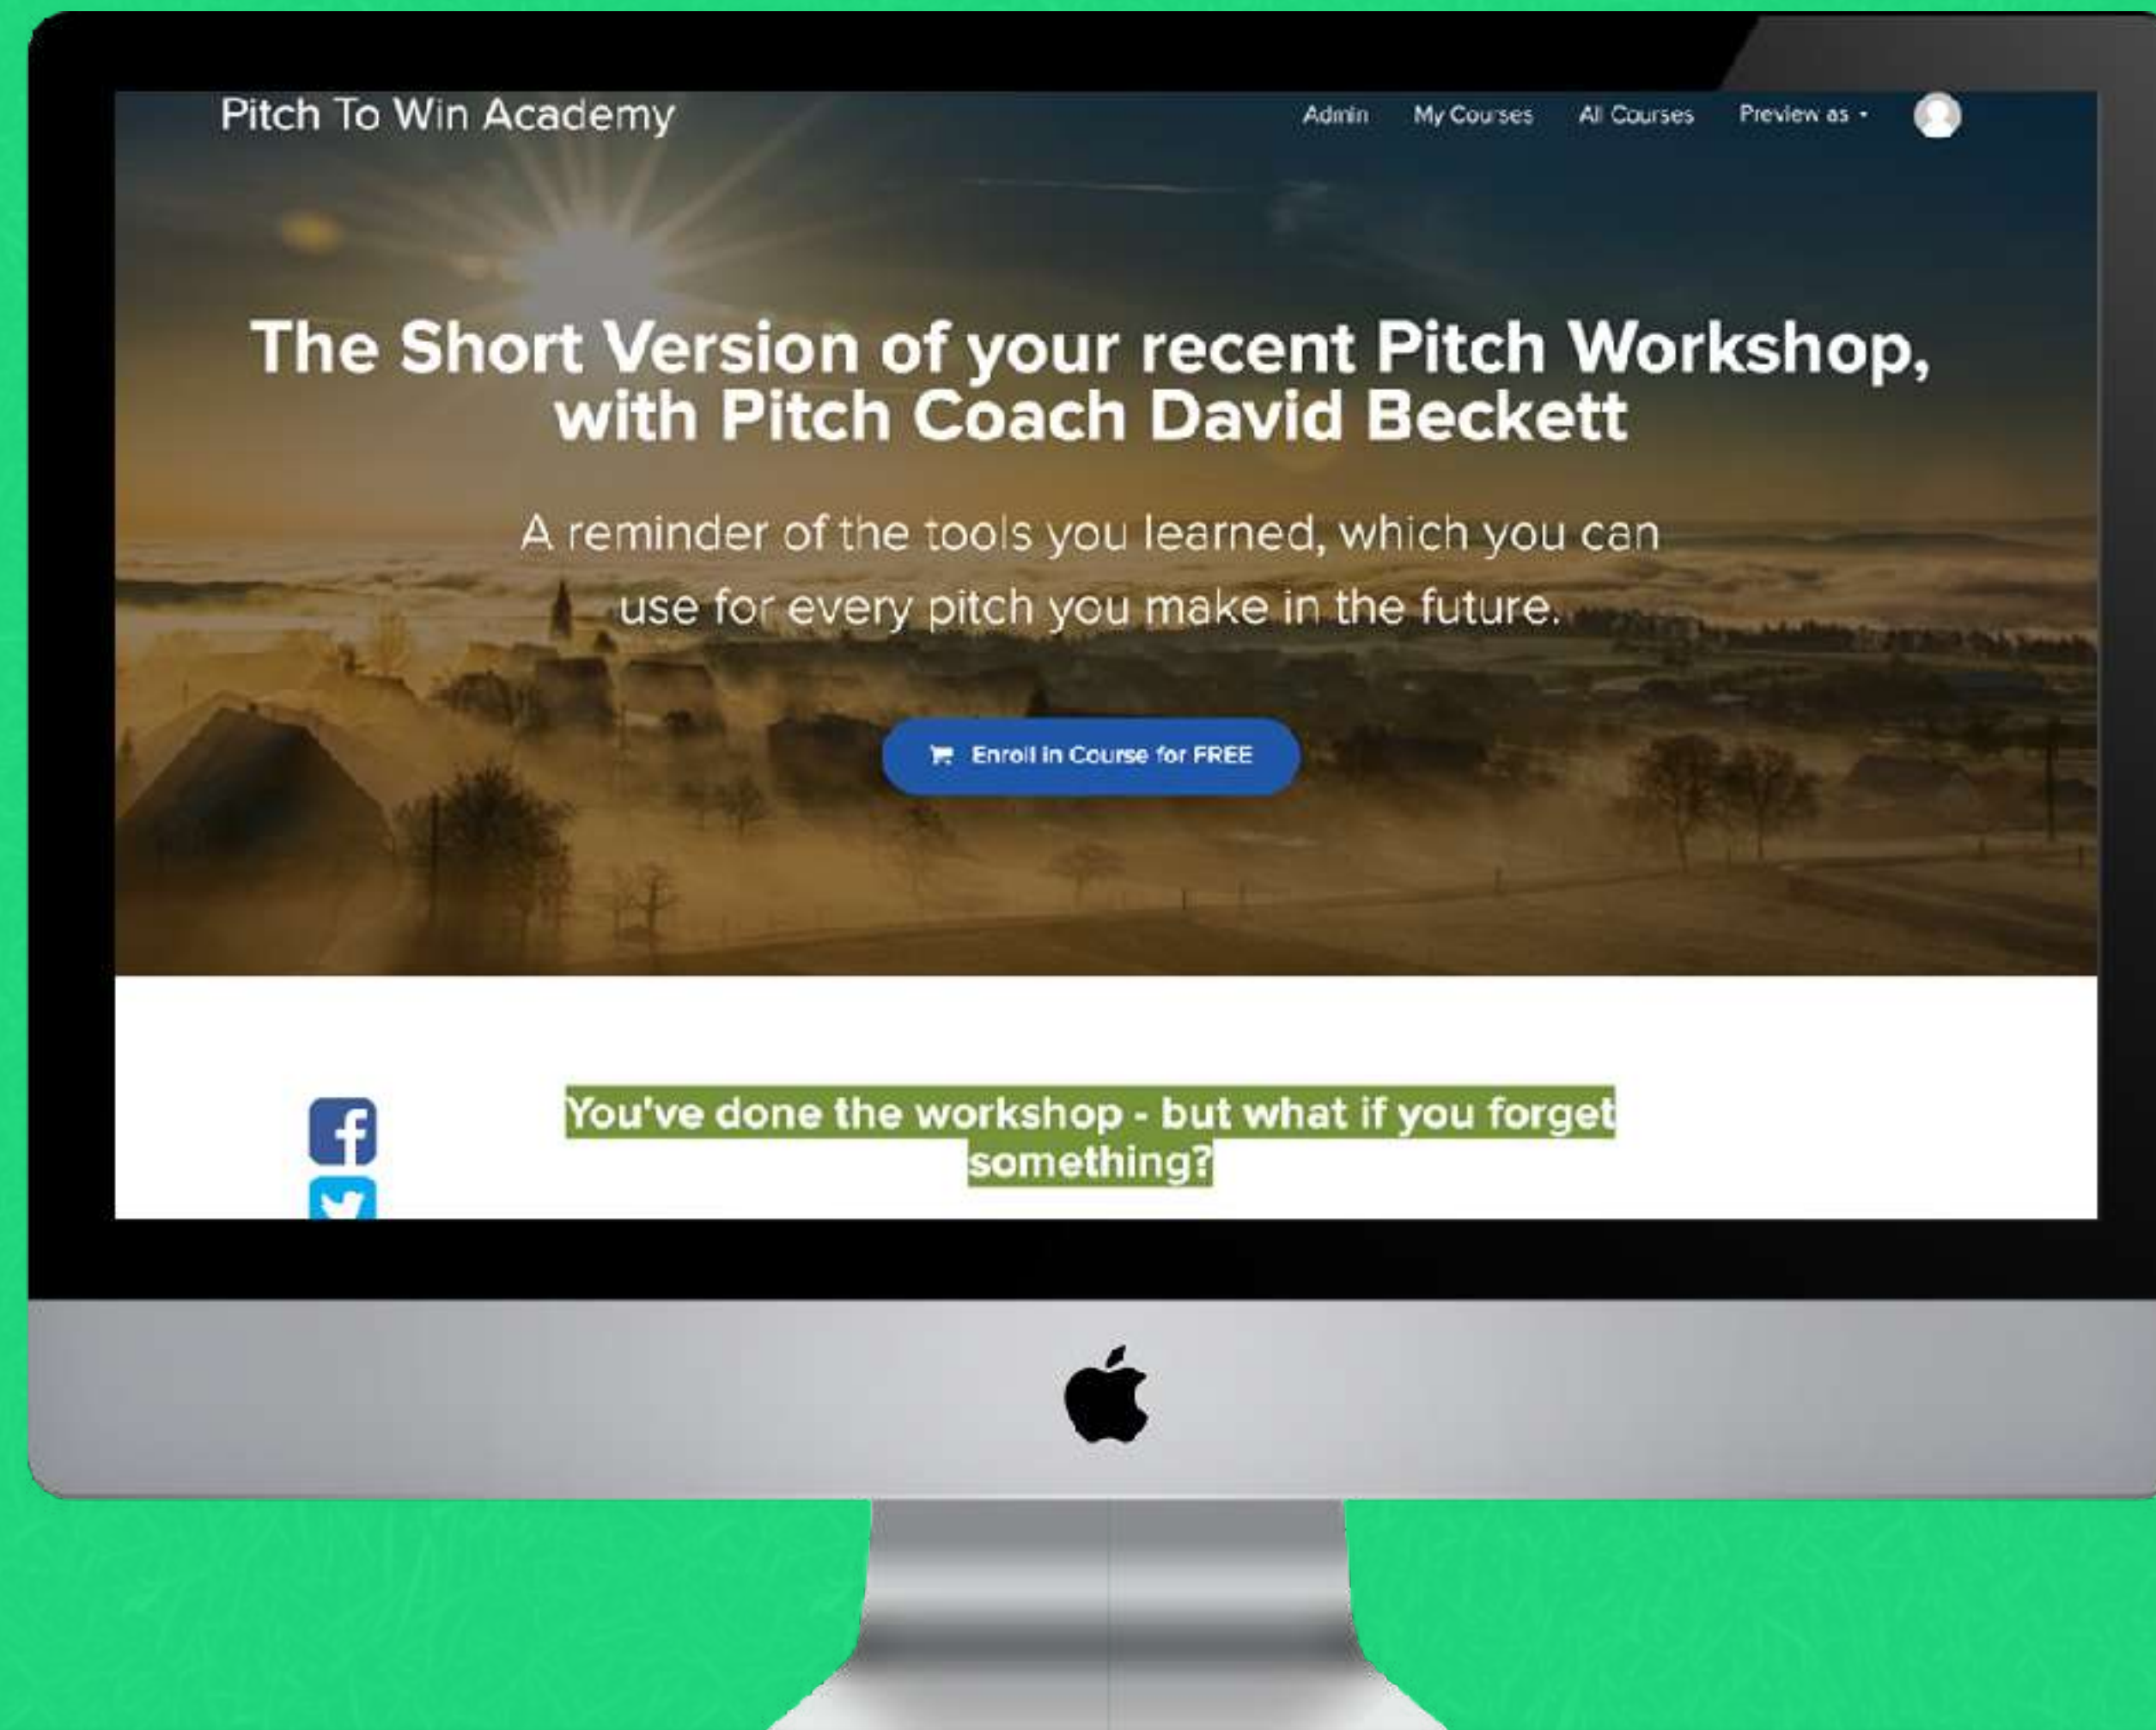 Pitch To Win Academy
Admin My Courses All Courses Preview as
The Short Version of your recent Pitch Workshop,
with Pitch Coach David Beckett
A reminder of the tools you learned, which you can
use for every pitch you make in the future.
Enroll in Course for FREE
You've done the workshop - but what if you forget
something?